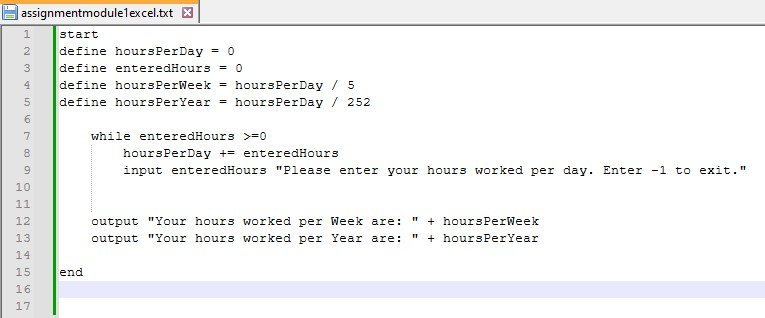 assignmentmodule1excel.txt
1 start
2 define hoursPerDay = 0
3 define enteredHours = 0
4 define hoursPerWeek = hoursPerDay / 5
5 define hoursPerYear = hoursPerDay / 252
6
7 while enteredHours >=0
8 hoursPerDay += enteredHours
9 input enteredHours "Please enter your hours worked per day. Enter -1 to exit."
10
11
12 output "Your hours worked per Week are: " + hoursPerWeek
13 output "Your hours worked per Year are: " + hoursPerYear
14
15 end
16
17